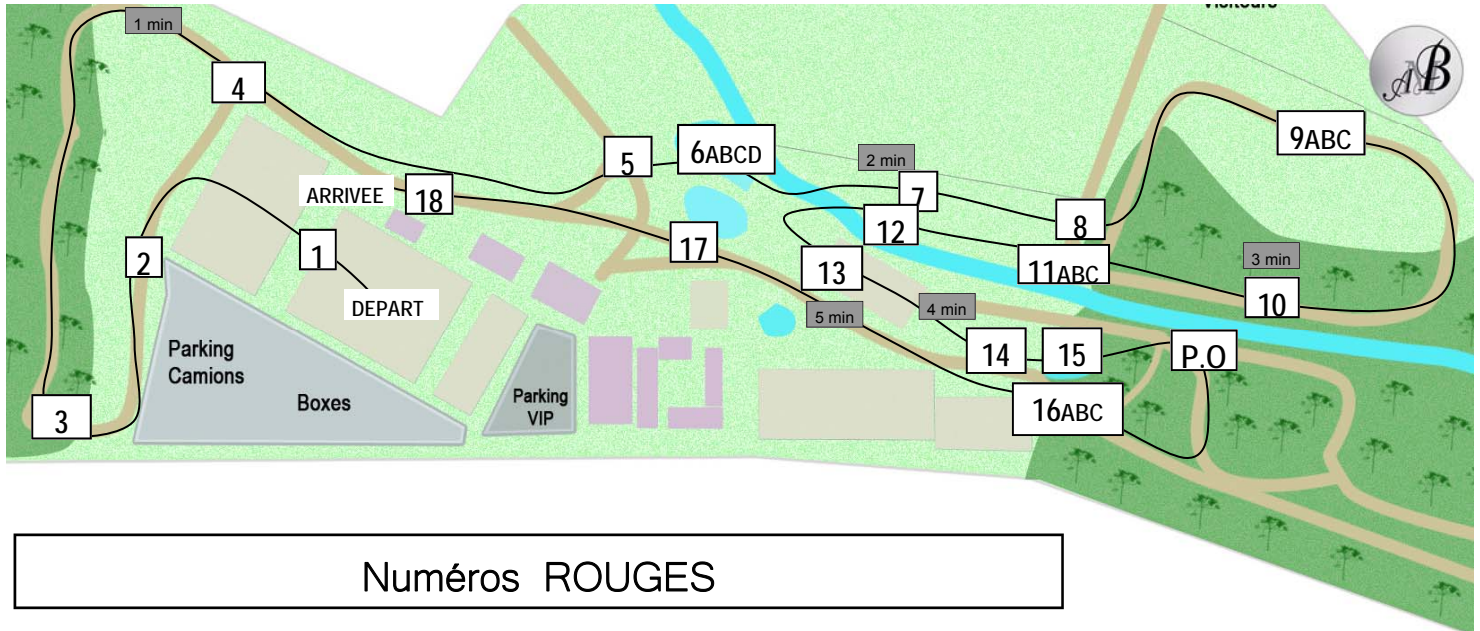 Visiteurs
1 min
4
5
6ABCD
2 min
7
8
9ABC
ARRIVEE
18
12
17
13
11ABC
3 min
10
2
1
DEPART
4 min
5 min
14
15
P.O
Parking
Camions
Boxes
Parking
VIP
3
16ABC
Numéros ROUGES